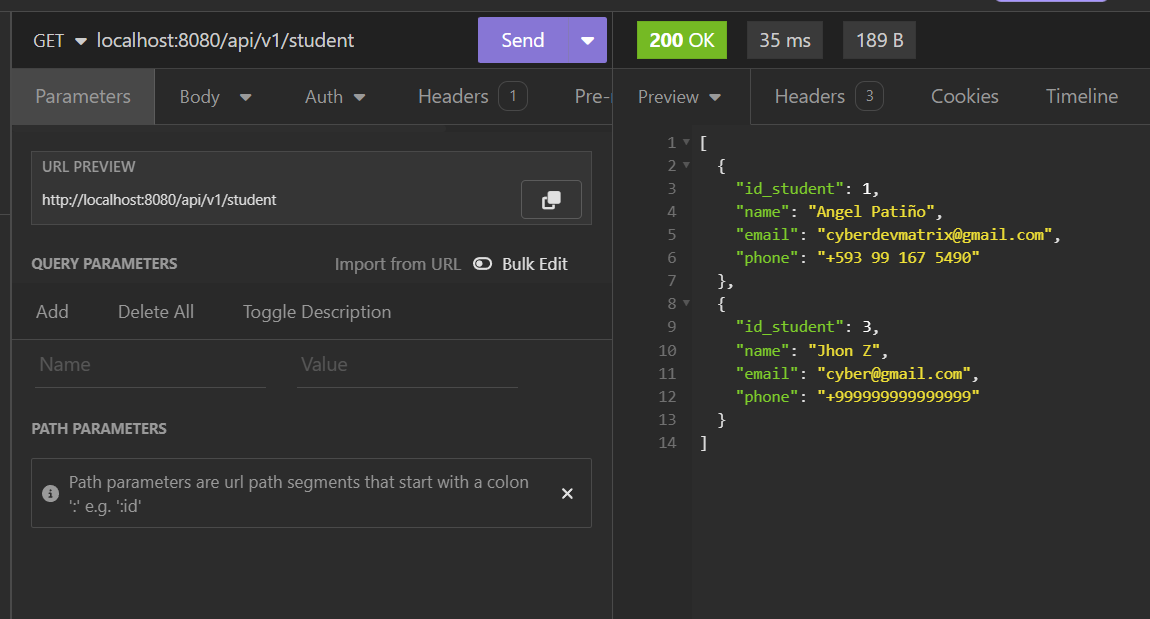 GET localhost:8080/api/v1/student Send
200 OK 35 ms 189 B
Parameters Body Auth Headers 1 Pre-
Preview Headers 3 Cookies Timeline
URL PREVIEW
http://localhost:8080/api/v1/student
QUERY PARAMETERS Import from URL Bulk Edit
Add Delete All Toggle Description
Name Value
PATH PARAMETERS
Path parameters are url path segments that start with a colon
':' e.g. ':id'
1 [
2 {
3 "id_student": 1,
4 "name": "Angel Patiño",
5 "email": "cyberdevmatrix@gmail.com",
6 "phone": "+593 99 167 5490"
7 },
8 {
9 "id_student": 3,
10 "name": "Jhon Z",
11 "email": "cyber@gmail.com",
12 "phone": "+999999999999999"
13 }
14 ]